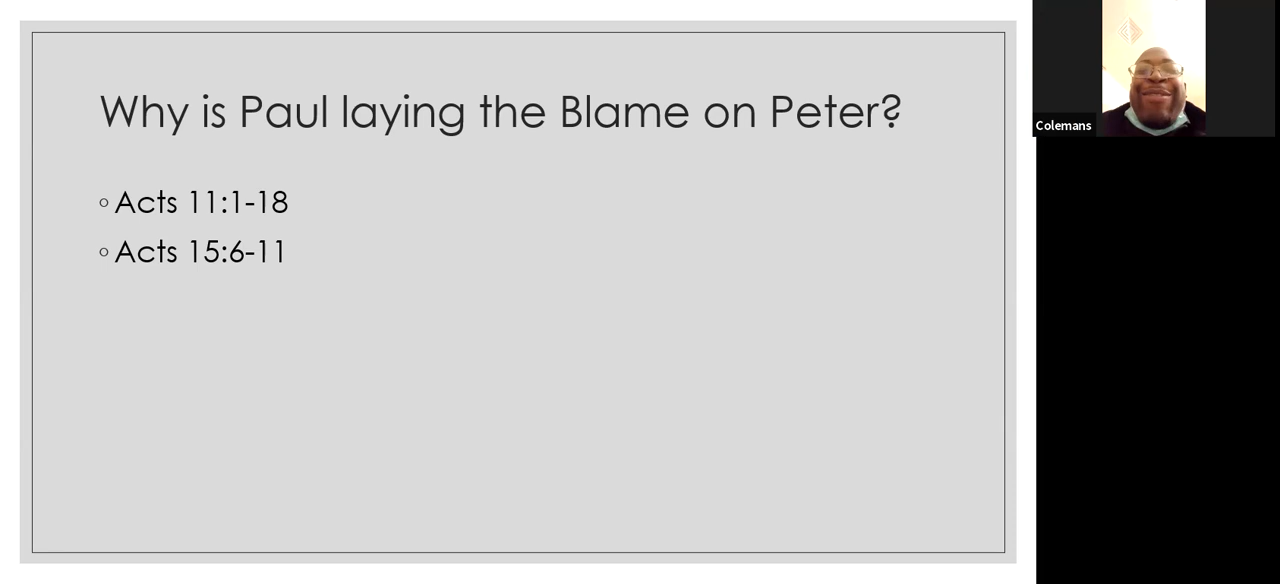 Why is Paul laying the Blame on Peter?
◦ Acts 11:1-18
◦ Acts 15:6-11
Colemans